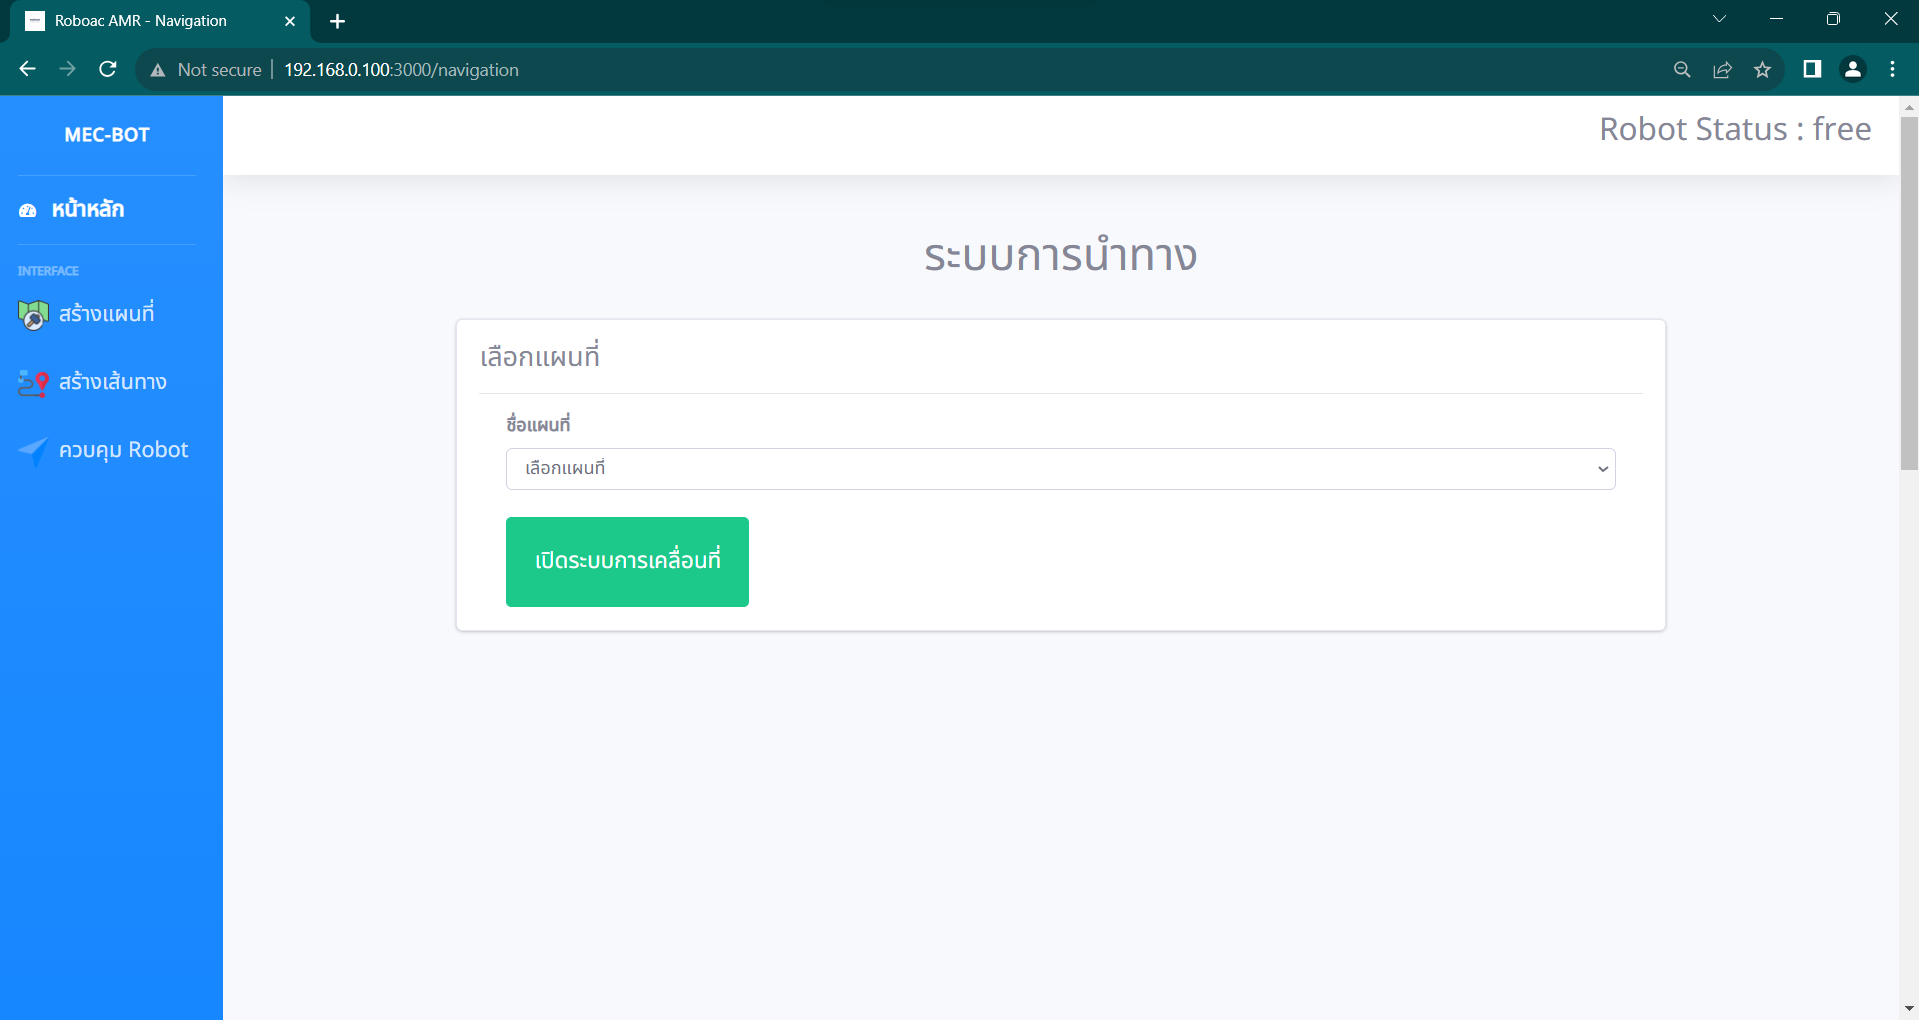 Roboac AMR - Navigation
Not secure
192.168.0.100:3000/navigation
MEC-BOT
Robot Status : free
หน้าหลัก
INTERFACE
สร้างแผนที่
สร้างเส้นทาง
ควบคุม Robot
ระบบการนำทาง
เลือกแผนที่
ชื่อแผนที่
เลือกแผนที่
เปิดระบบการเคลื่อนที่